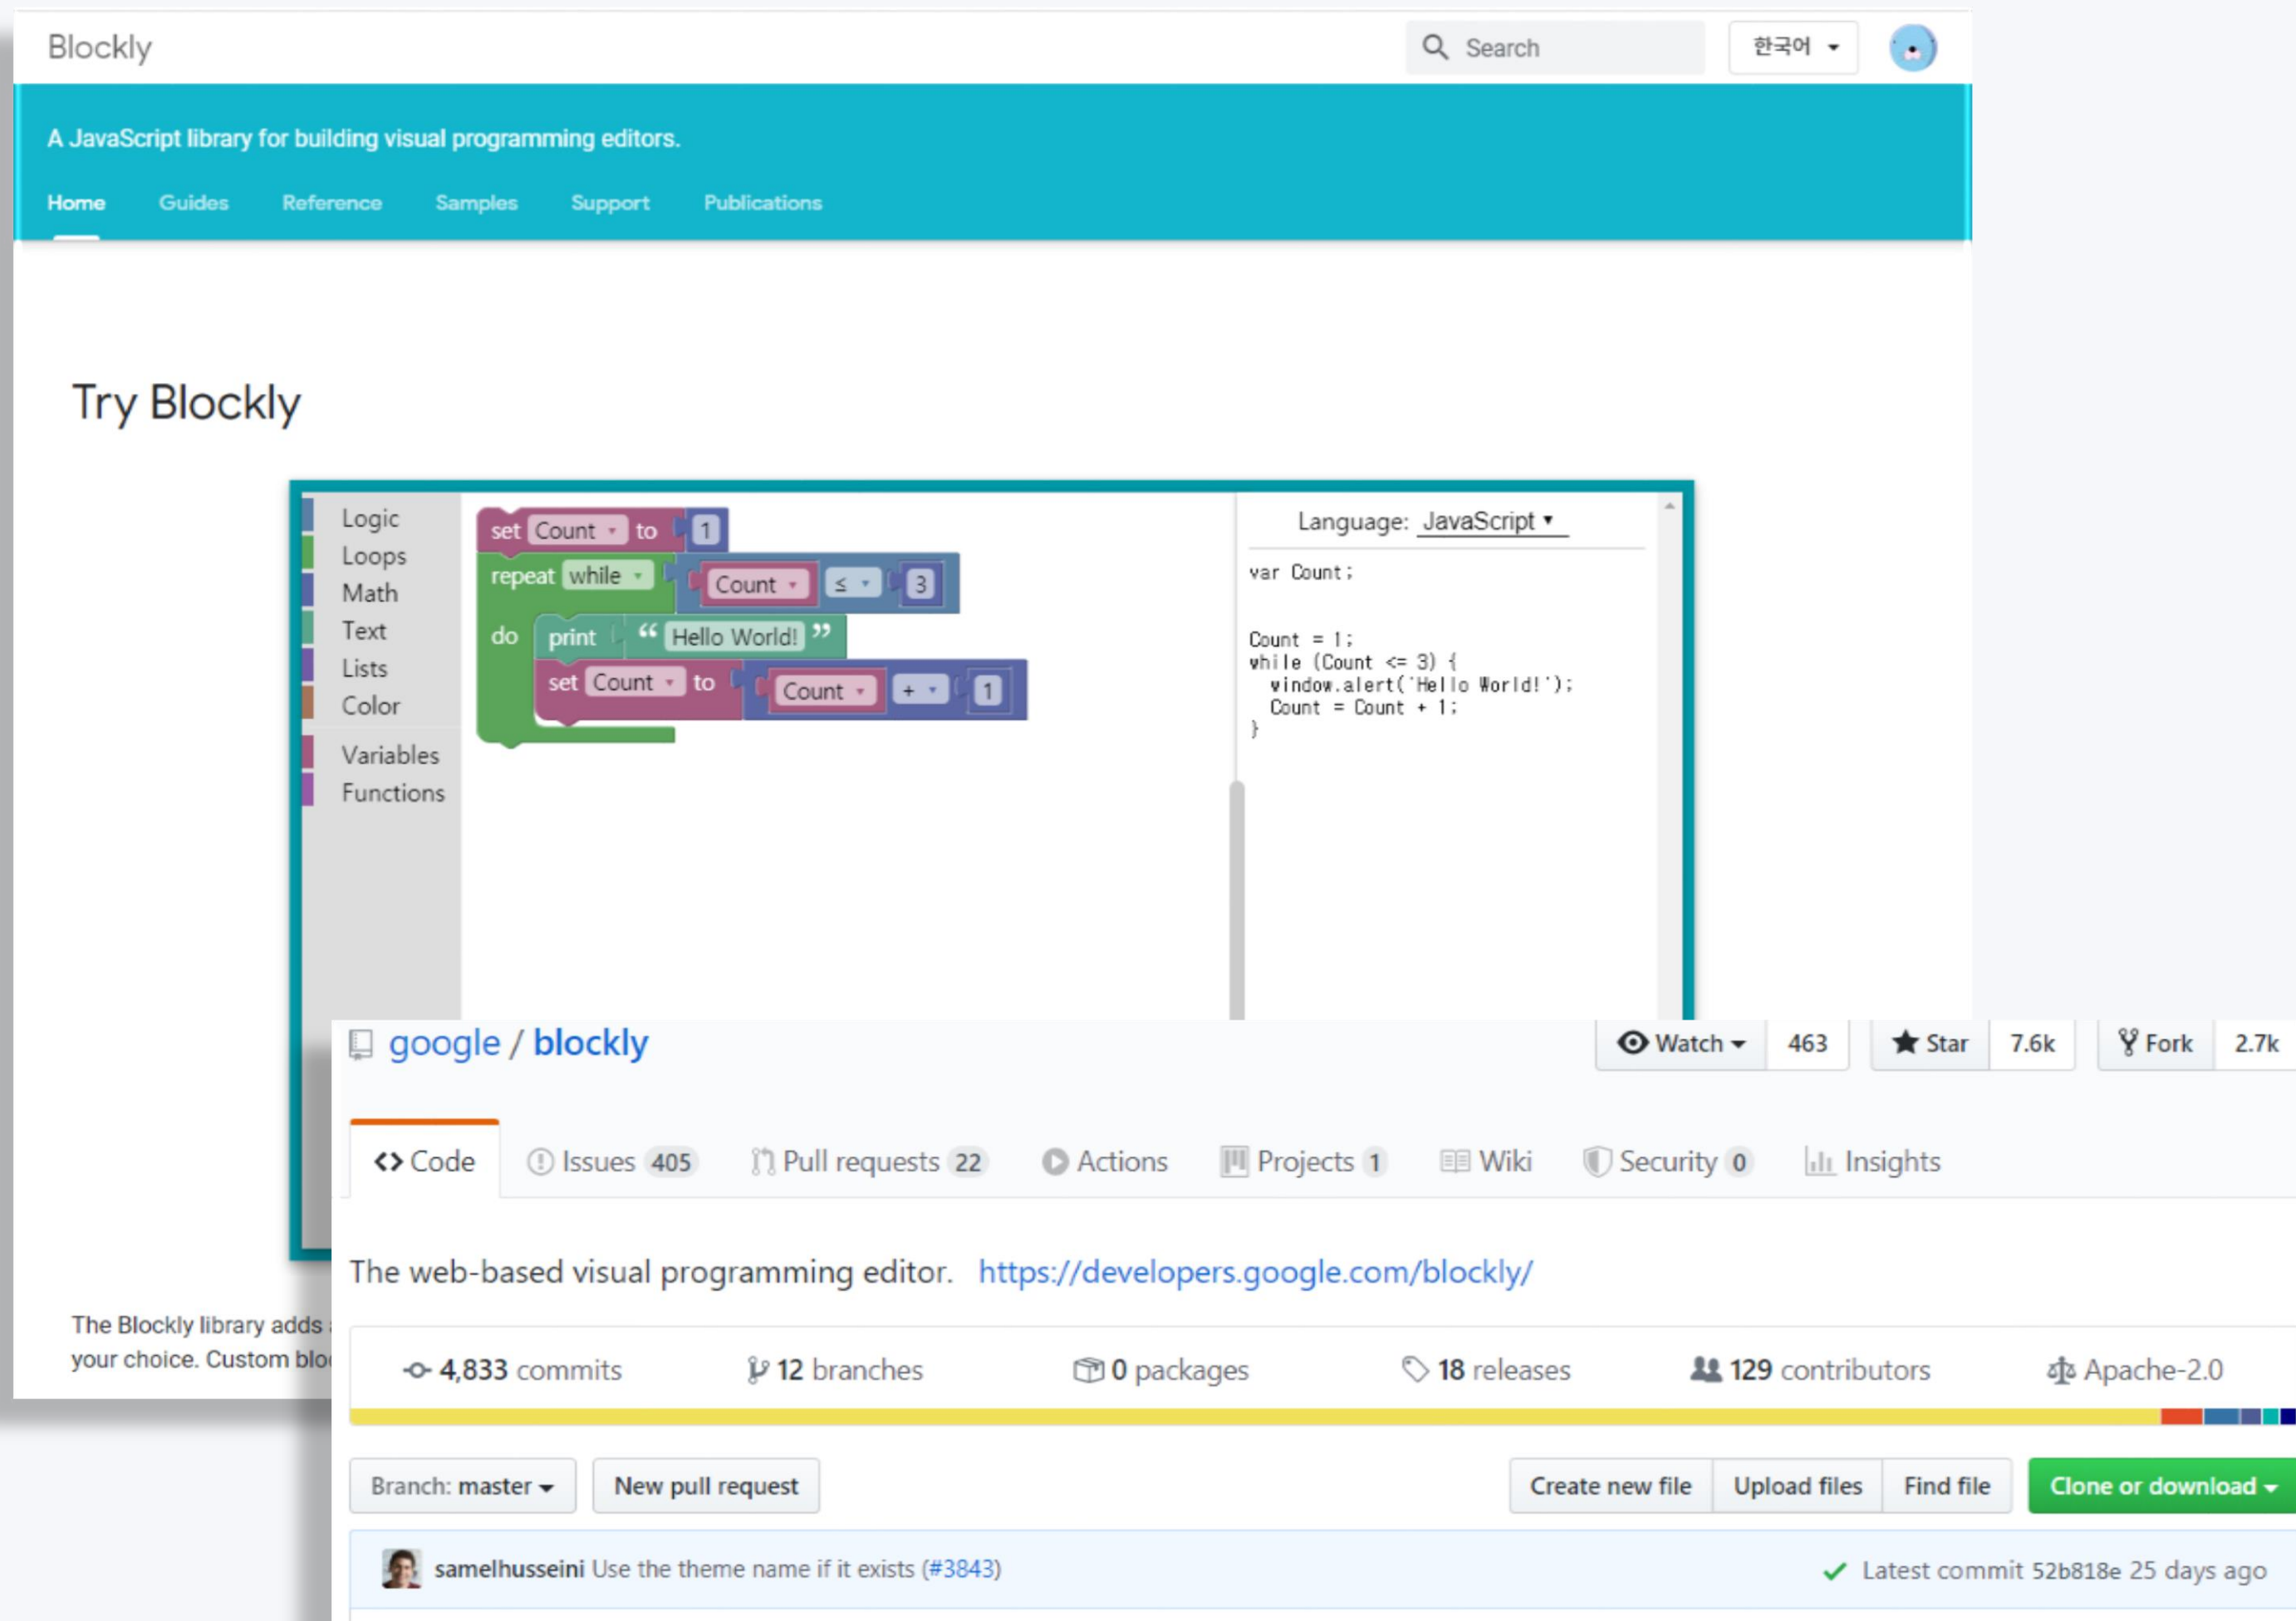 Blockly
Search
한국어
A JavaScript library for building visual programming editors.
Home Guides Reference Samples Support Publications
Try Blockly
Logic
Loops
Math
Text
Lists
Color
Variables
Functions
set Count to 1
repeat while Count ≤ 3
do print “ Hello World! ”
set Count to Count + 1
Language: JavaScript
var Count;
Count = 1;
while (Count <= 3) {
window.alert('Hello World!');
Count = Count + 1;
}
The Blockly library adds
your choice. Custom
google / blockly
Watch 463 Star 7.6k Fork 2.7k
<> Code Issues 405 Pull requests 22 Actions Projects 1 Wiki Security 0 Insights
The web-based visual programming editor. https://developers.google.com/blockly/
4,833 commits 12 branches 0 packages 18 releases 129 contributors Apache-2.0
Branch: master New pull request Create new file Upload files Find file Clone or download
samelhusseini Use the theme name if it exists (#3843) Latest commit 52b818e 25 days ago